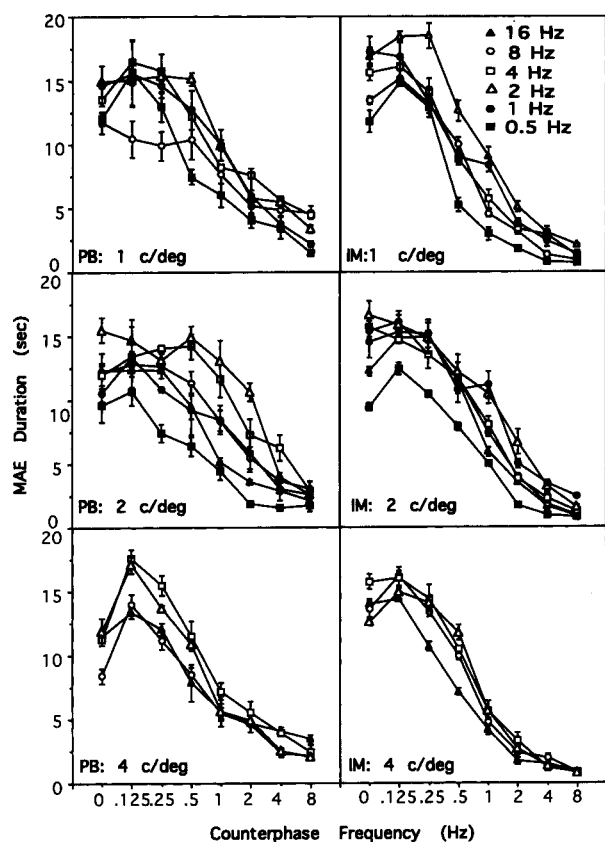 MAE Duration (sec)
20
15
10
5
0
PB: 1 c/deg
16 Hz
8 Hz
4 Hz
2 Hz
1 Hz
0.5 Hz
IM:1 c/deg
15
10
5
0
PB: 2 c/deg
IM: 2 c/deg
20
15
10
5
0
PB: 4 c/deg
IM: 4 c/deg
0 .125 .25 .5 1 2 4 8
0 .125 .25 .5 1 2 4 8
Counterphase Frequency (Hz)